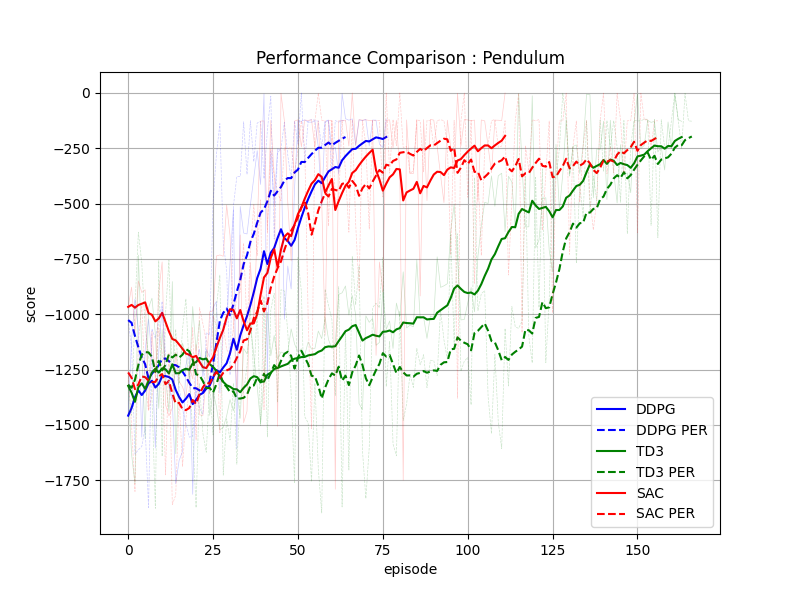 Performance Comparison : Pendulum
score
0
−250
−500
−750
−1000
−1250
−1500
−1750
0
25
50
75
100
125
150
episode
DDPG
DDPG PER
TD3
TD3 PER
SAC
SAC PER